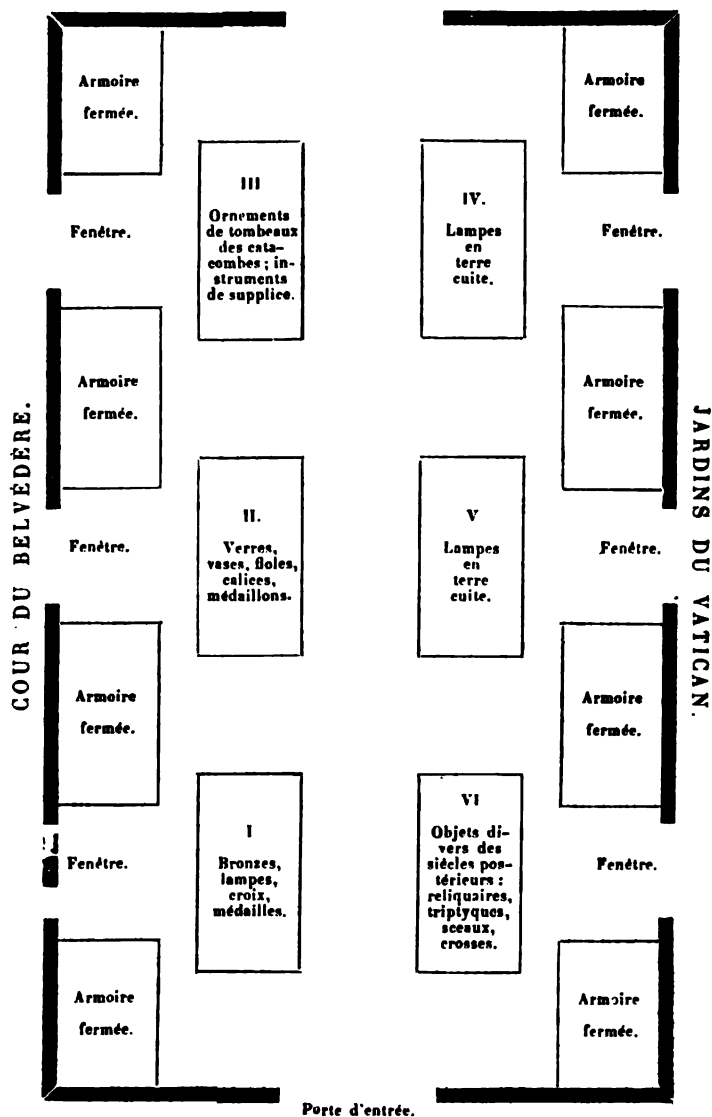 Armoire
fermée.
Armoire
fermée.
III
Ornements
de tombeaux
des cata-
combes ; in-
struments
de supplice.
IV.
Lampes
en
terre
cuite.
Fenêtre.
Fenêtre.
Armoire
fermée.
Armoire
fermée.
COUR DU BELVÉDÈRE.
JARDINS DU VATICAN.
II.
Verres,
vases, fioles,
calices,
médaillons.
V
Lampes
en
terre
cuite.
Fenêtre.
Fenêtre.
Armoire
fermée.
Armoire
fermée.
I
Bronzes,
lampes,
croix,
médailles.
VI
Objets di-
vers des
siècles pos-
térieurs :
reliquaires,
triptyques,
sceaux,
crosses.
Fenêtre.
Fenêtre.
Armoire
fermée.
Armoire
fermée.
Porte d'entrée.